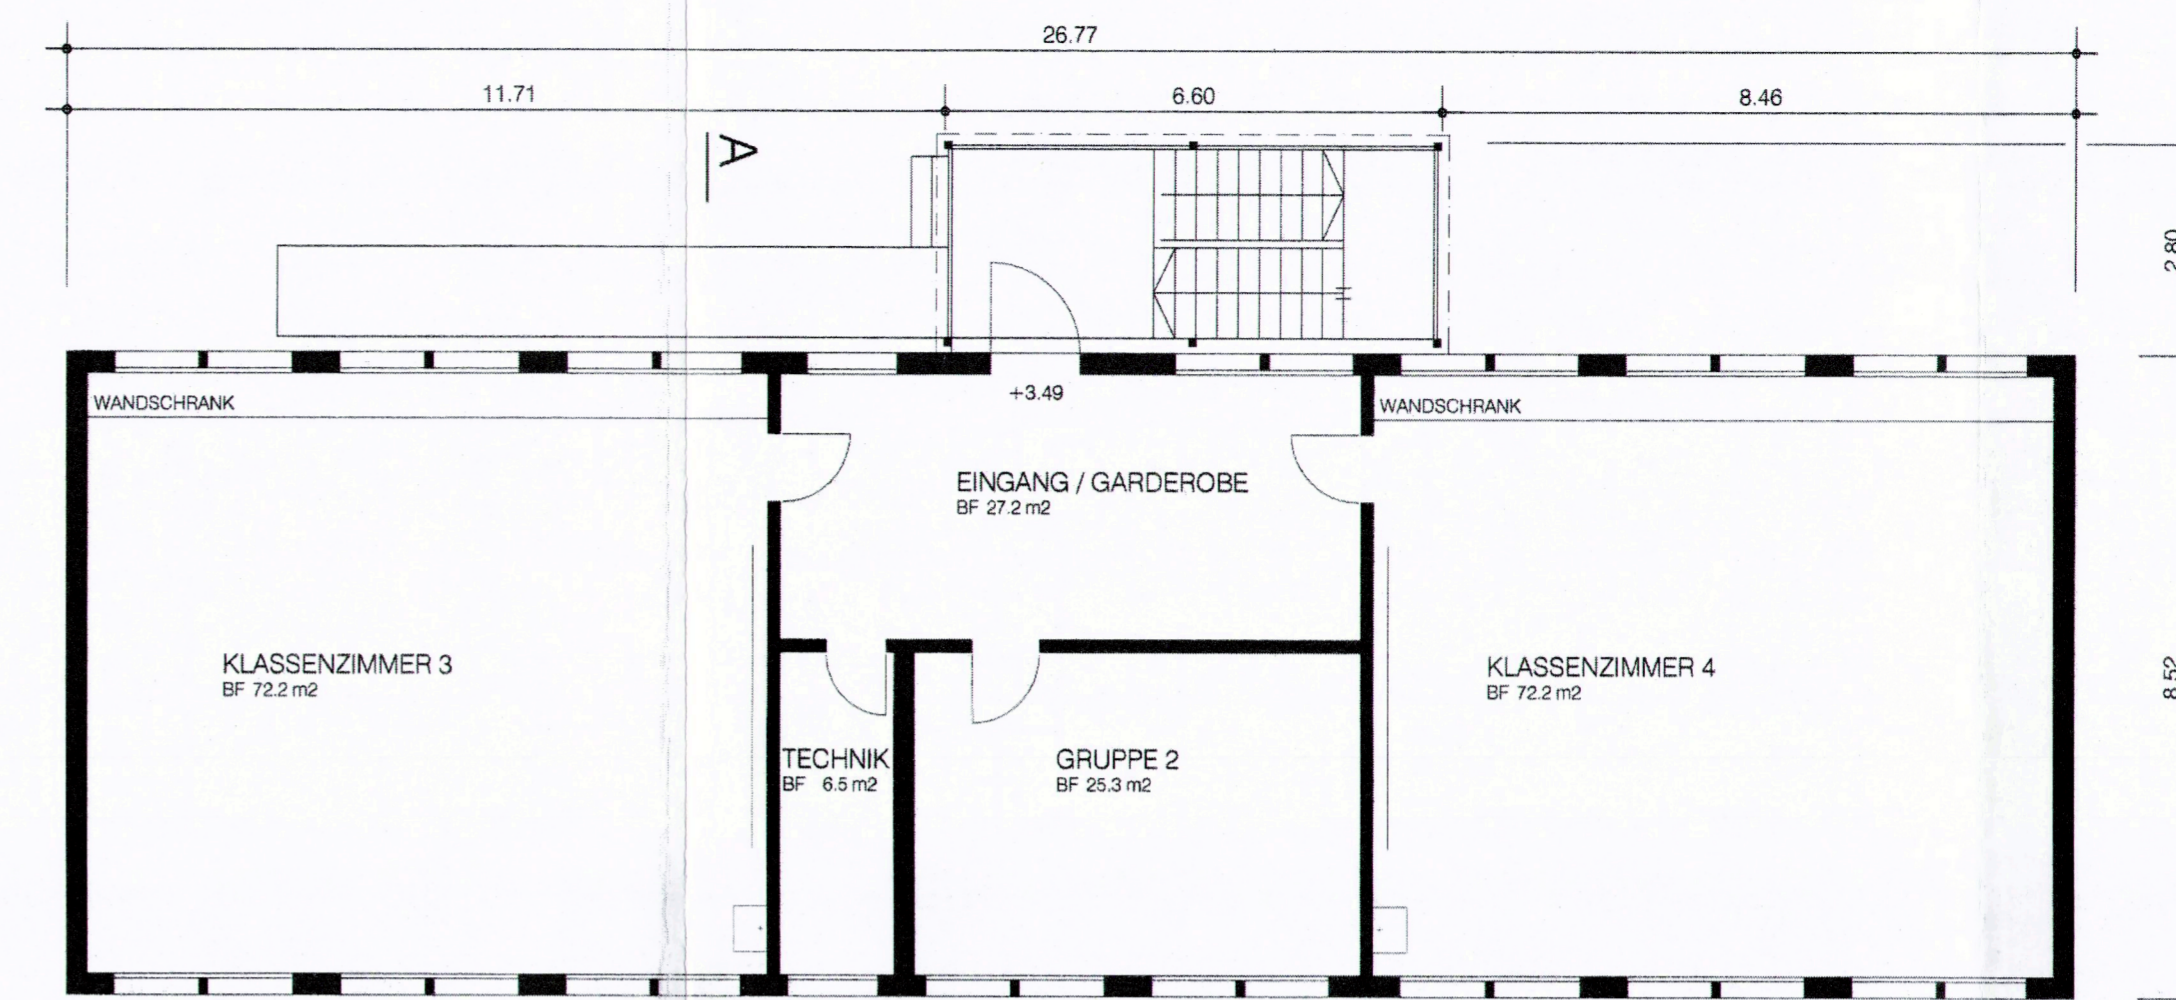 26.77
11.71
6.60
8.46
A
2.80
WANDSCHRANK
+3.49
WANDSCHRANK
EINGANG / GARDEROBE
BF 27.2 m2
KLASSENZIMMER 3
BF 72.2 m2
KLASSENZIMMER 4
BF 72.2 m2
8.52
TECHNIK
BF 6.5 m2
GRUPPE 2
BF 25.3 m2